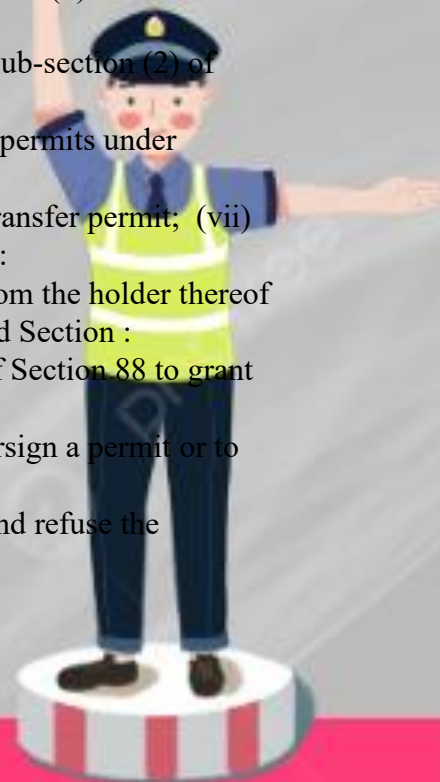 ub-section (2) of
permits under
ransfer permit; (vii)
:
om the holder thereof
d Section :
f Section 88 to grant
rsign a permit or to
nd refuse the